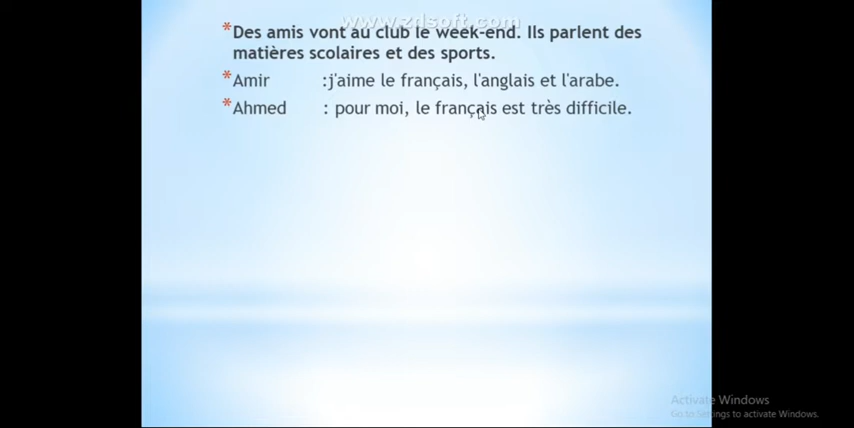 www.zdsoft.com
* Des amis vont au club le week-end. Ils parlent des
matières scolaires et des sports.
* Amir :j'aime le français, l'anglais et l'arabe.
* Ahmed : pour moi, le français est très difficile.
Activate Windows
Go to Settings to activate Windows.